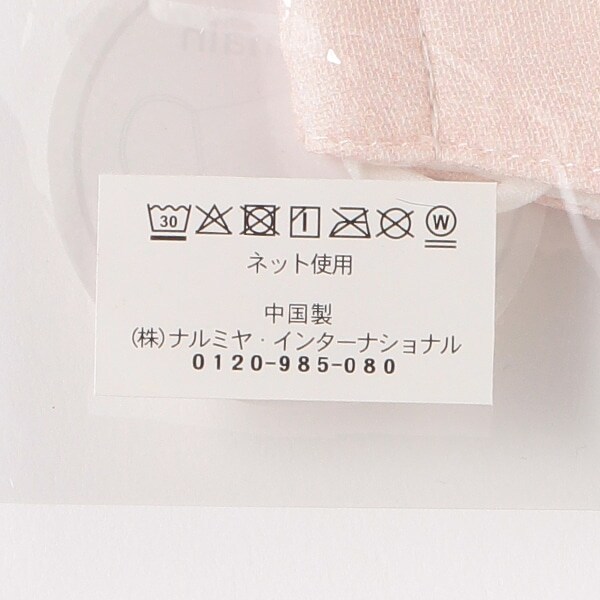 main
30 W
ネット使用
中国製
(株)ナルミヤ・インターナショナル
0120-985-080